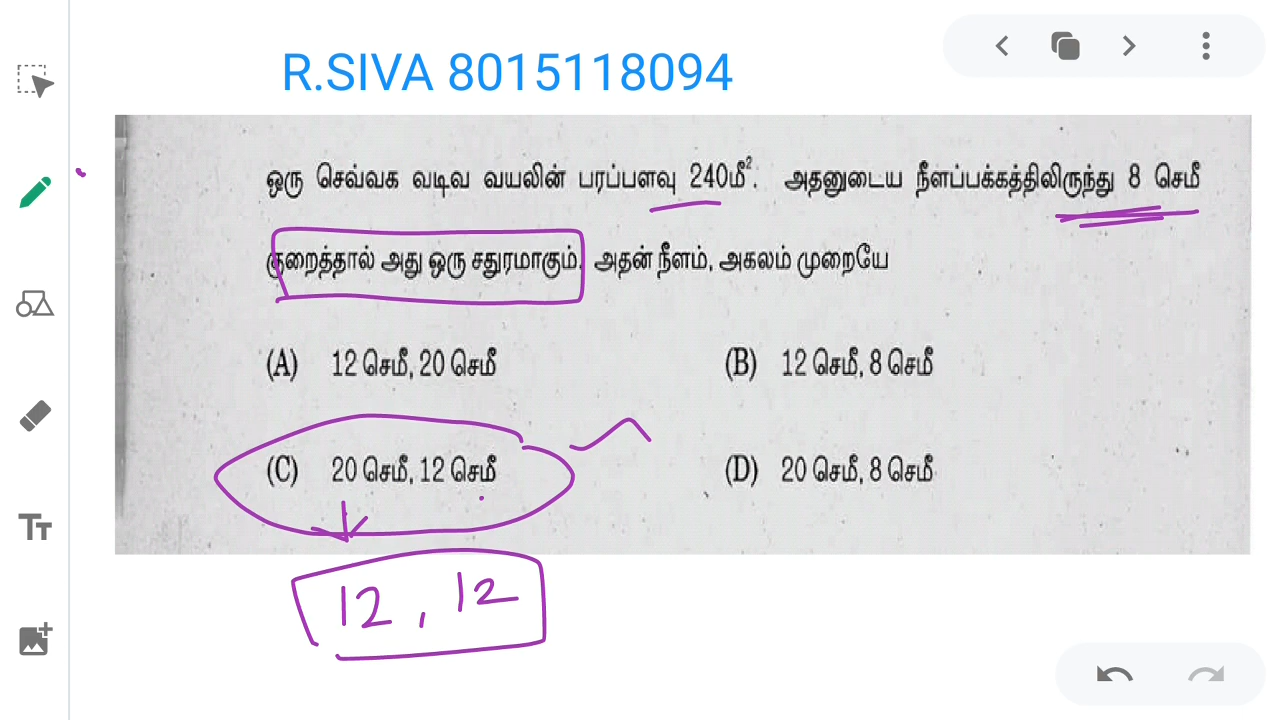 R.SIVA 8015118094
ஒரு செவ்வக வடிவ வயலின் பரப்பளவு 240மீ². அதனுடைய நீளப்பக்கத்திலிருந்து 8 செமீ
குறைத்தால் அது ஒரு சதுரமாகும். அதன் நீளம், அகலம் முறையே
(A) 12 செமீ, 20 செமீ (B) 12 செமீ, 8 செமீ
(C) 20 செமீ, 12 செமீ (D) 20 செமீ, 8 செமீ
12 , 12
Tт